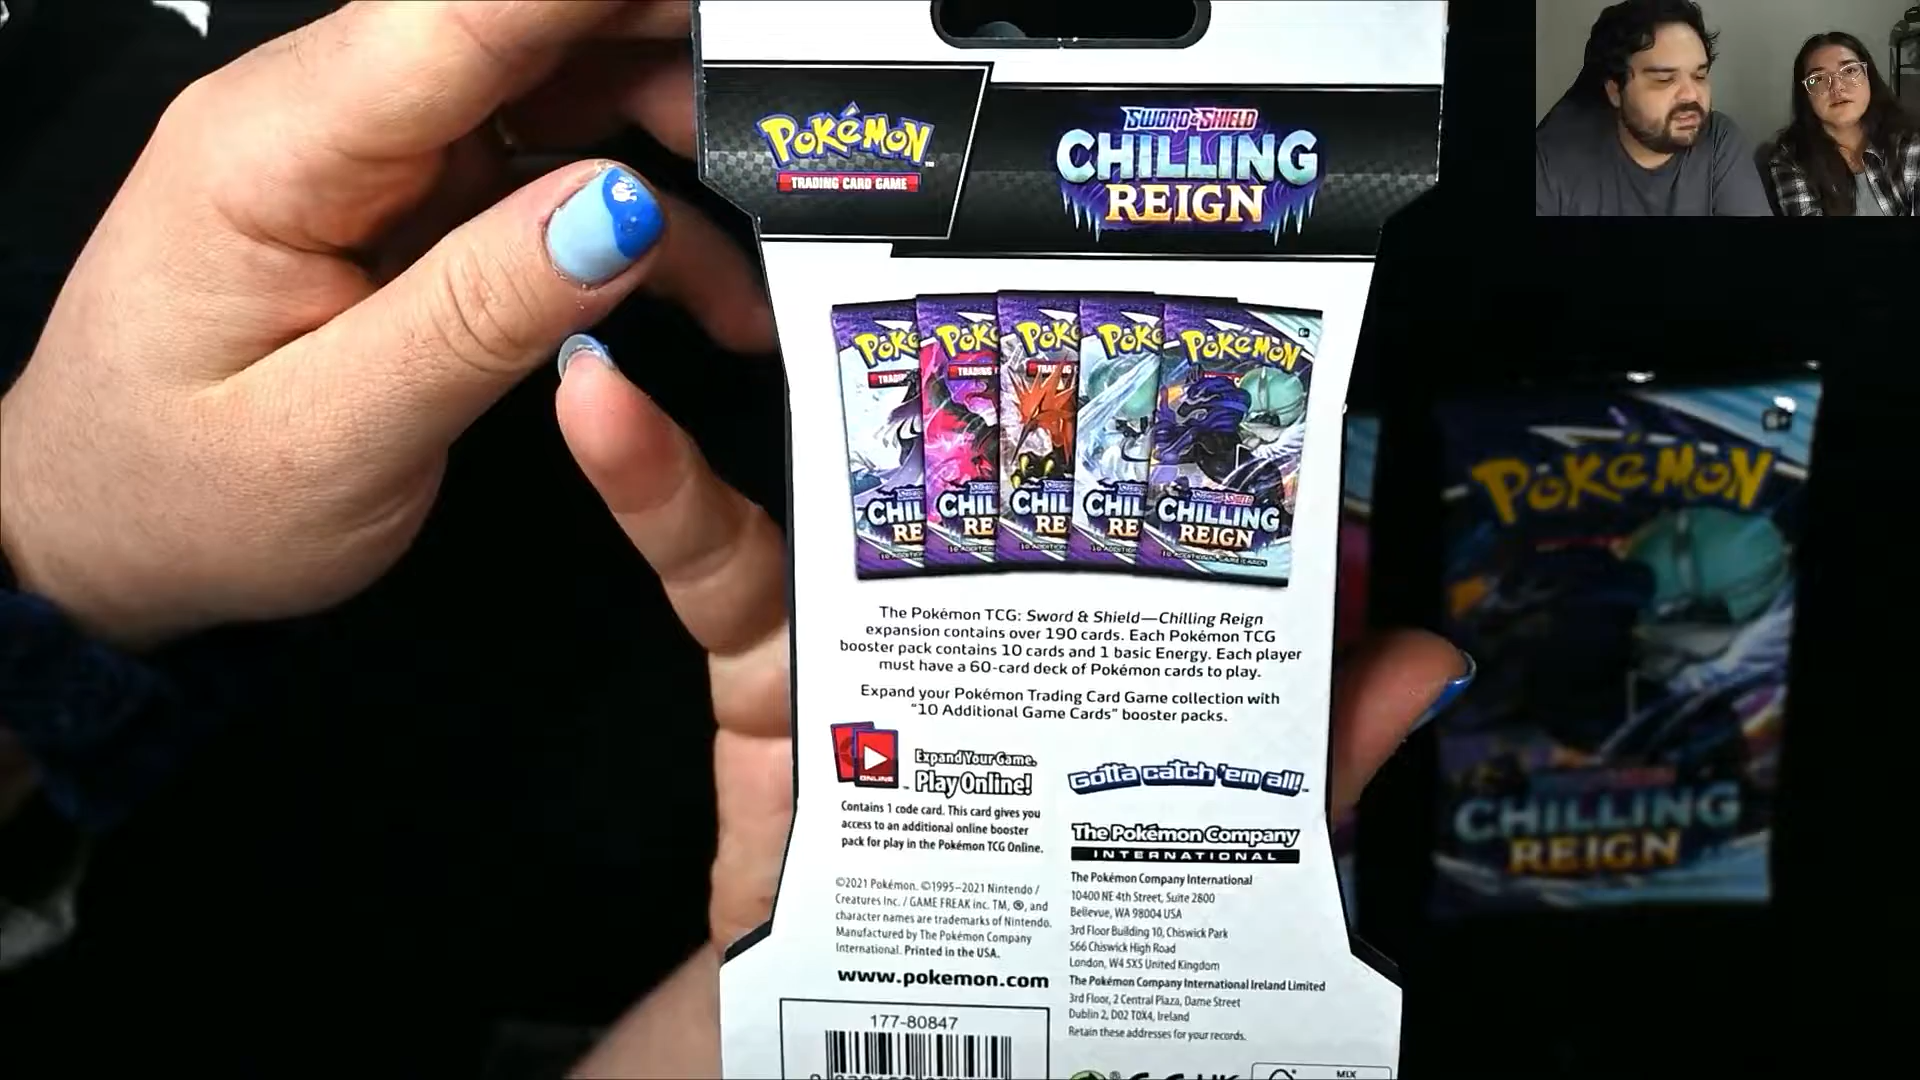 POKéMON
TRADING CARD GAME
SWORD & SHIELD
CHILLING
REIGN
POKéMON
CHILLING
REIGN
10 ADDITIONAL GAME CARDS
The Pokémon TCG: Sword & Shield—Chilling Reign
expansion contains over 190 cards. Each Pokémon TCG
booster pack contains 10 cards and 1 basic Energy. Each player
must have a 60-card deck of Pokémon cards to play.
Expand your Pokémon Trading Card Game collection with
"10 Additional Game Cards" booster packs.
ONLINE
Expand Your Game.
Play Online!
Contains 1 code card. This card gives you
access to an additional online booster
pack for play in the Pokémon TCG Online.
Gotta catch 'em all!
The Pokémon Company
INTERNATIONAL
©2021 Pokémon. ©1995–2021 Nintendo /
Creatures Inc. / GAME FREAK inc. TM, ®, and
character names are trademarks of Nintendo.
Manufactured by The Pokémon Company
International. Printed in the USA.
www.pokemon.com
177-80847
The Pokémon Company International
10400 NE 4th Street, Suite 2800
Bellevue, WA 98004 USA
3rd Floor Building 10, Chiswick Park
566 Chiswick High Road
London, W4 5XS United Kingdom
The Pokémon Company International Ireland Limited
3rd Floor, 2 Central Plaza, Dame Street
Dublin 2, D02 T0X4, Ireland
Retain these addresses for your records.
MIX
POKéMON
CHILLING
REIGN